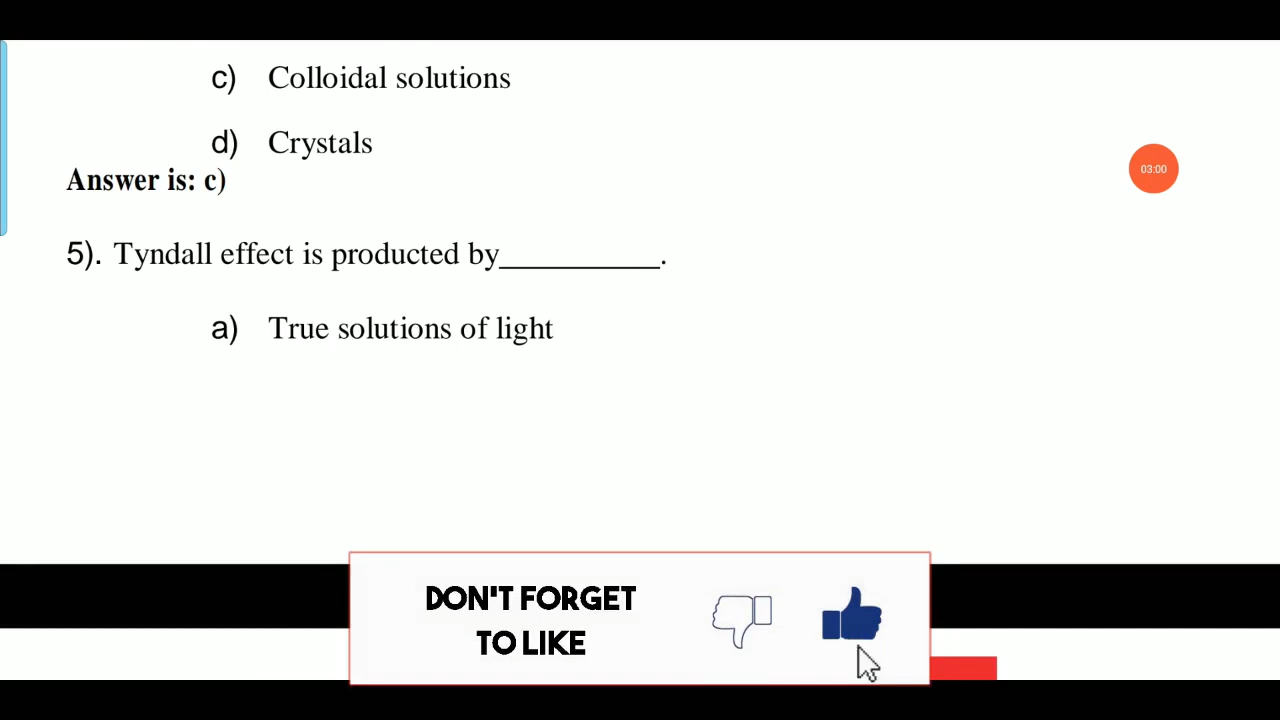 c) Colloidal solutions
d) Crystals
Answer is: c)
03:00
5). Tyndall effect is producted by__________.
a) True solutions of light
DON'T FORGET
TO LIKE